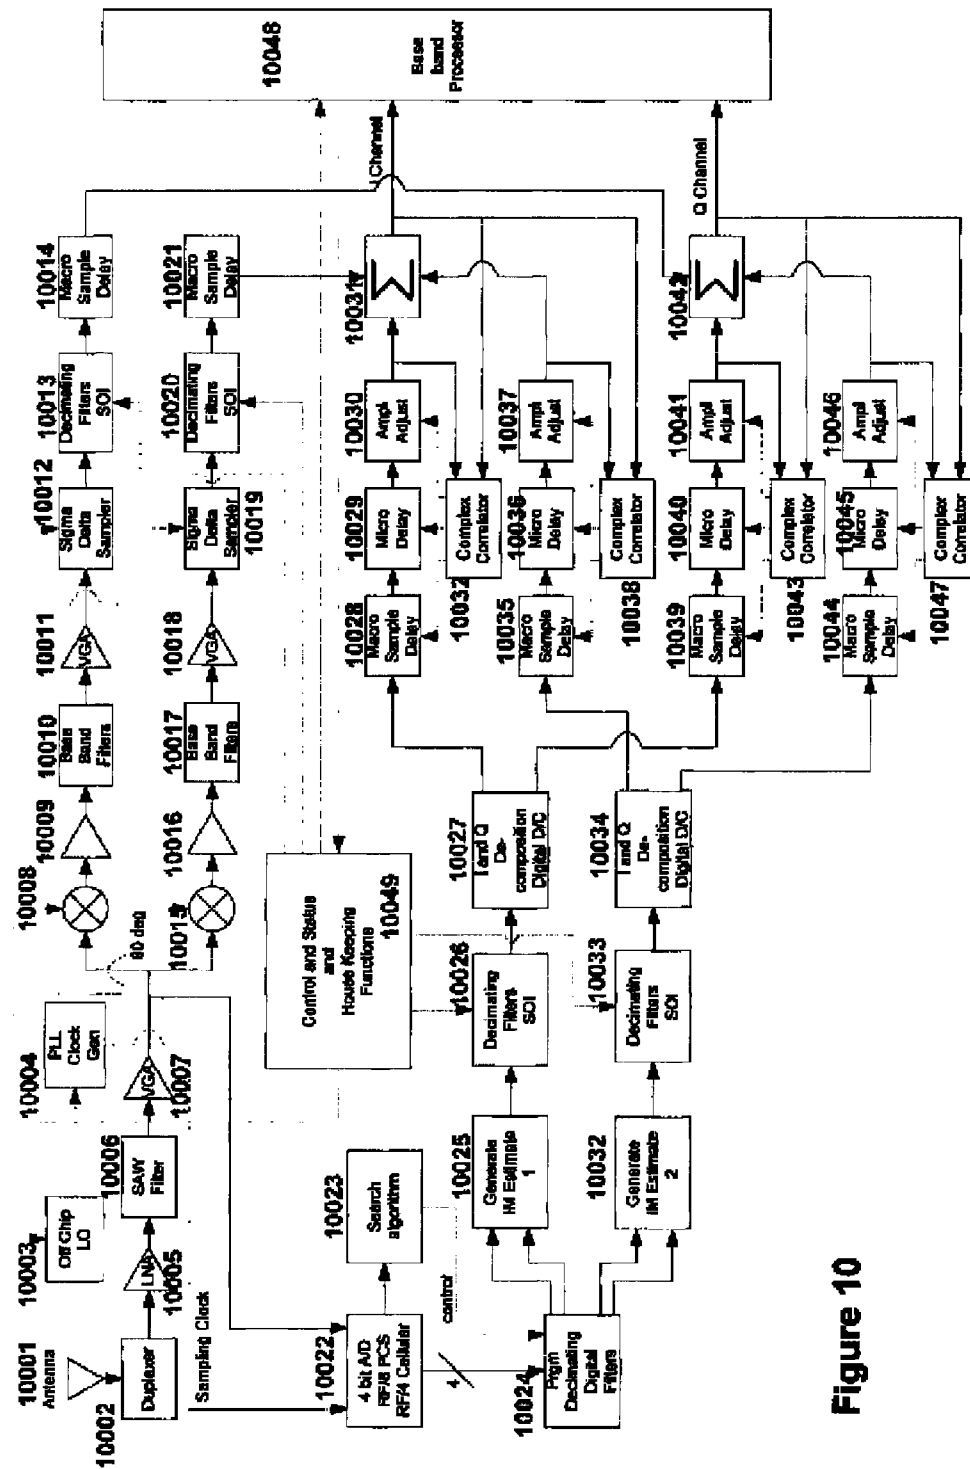 10001
Antenna
10002
Duplexer
10003
Off Chip
LO
10004
PLL
Clock
Gen
LNA
10005
10006
SAW
Filter
VGA
10007
90 deg
10008
10009
10010
Base
Band
Filters
10011
VGA
10012
Sigma
Delta
Sampler
10013
Decimating
Filters
SOI
10014
Macro
Sample
Delay
10015
10016
10017
Base
Band
Filters
10018
VGA
Sigma
Delta
Sampler
10019
10020
Decimating
Filters
SOI
10021
Macro
Sample
Delay
Sampling Clock
10022
4 bit A/D
RF/8 PCS
RF/4 Cellular
10023
Search
algorithm
4
control
10024
Prgm
Decimating
Digital
Filters
10025
Generate
IM Estimate
1
10032
Generate
IM Estimate
2
Control and Status
and
House Keeping
Functions
10049
10026
Decimating
Filters-
SOI
10033
Decimating
Filters
SOI
10027
I and Q
De-
composition
Digital D/C
10034
I and Q
De-
composition
Digital D/C
10028
Macro
Sample
Delay
10029
Micro
Delay
10030
Ampl
Adjust
10031
Σ
I Channel
10032
Complex
Correlator
10035
Macro
Sample
Delay
10036
Micro
Delay
10037
Ampl
Adjust
10038
Complex
Correlator
10039
Macro
Sample
Delay
10040
Micro
Delay
10041
Ampl
Adjust
10042
Σ
Q Channel
10043
Complex
Correlator
10044
Macro
Sample
Delay
10045
Micro
Delay
10046
Ampl
Adjust
10047
Complex
Correlator
10048
Base
band
Processor
Figure 10